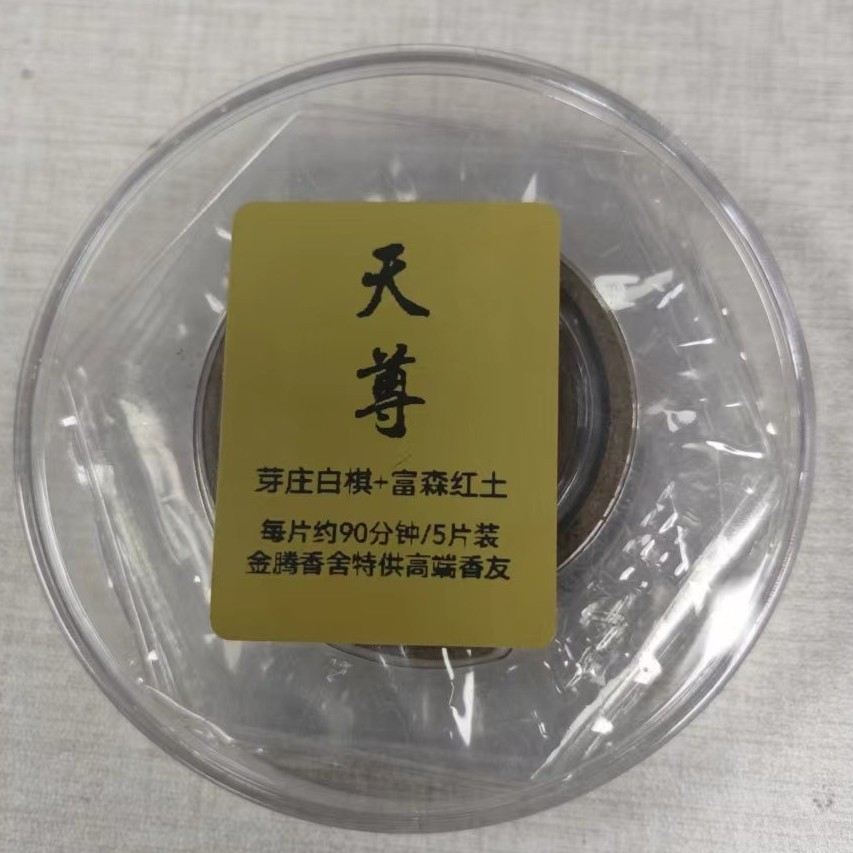 天
尊
芽庄白棋+富森红土
每片约90分钟/5片装
金腾香舍特供高端香友